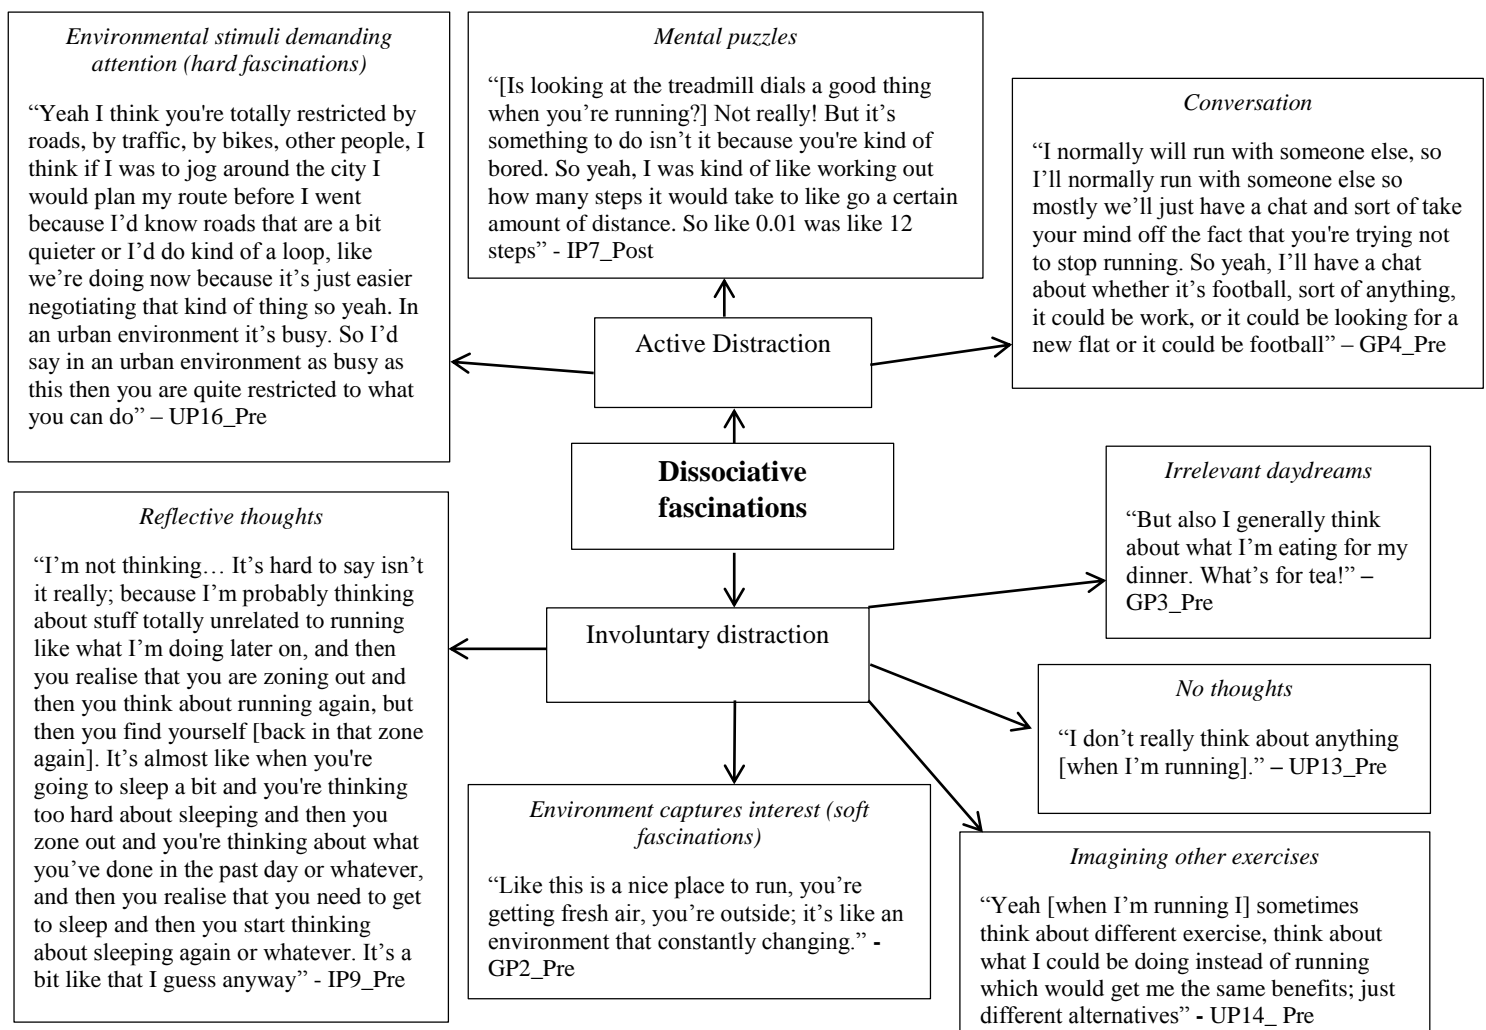 Environmental stimuli demanding
attention (hard fascinations)
“Yeah I think you're totally restricted by
roads, by traffic, by bikes, other people, I
think if I was to jog around the city I
would plan my route before I went
because I’d know roads that are a bit
quieter or I’d do kind of a loop, like
we’re doing now because it’s just easier
negotiating that kind of thing so yeah. In
an urban environment it’s busy. So I’d
say in an urban environment as busy as
this then you are quite restricted to what
you can do” – UP16_Pre
Mental puzzles
“[Is looking at the treadmill dials a good thing
when you’re running?] Not really! But it’s
something to do isn’t it because you're kind of
bored. So yeah, I was kind of like working out
how many steps it would take to like go a certain
amount of distance. So like 0.01 was like 12
steps” - IP7_Post
Conversation
“I normally will run with someone else, so
I’ll normally run with someone else so
mostly we’ll just have a chat and sort of take
your mind off the fact that you're trying not
to stop running. So yeah, I’ll have a chat
about whether it’s football, sort of anything,
it could be work, or it could be looking for a
new flat or it could be football” – GP4_Pre
Active Distraction
Dissociative
fascinations
Involuntary distraction
Reflective thoughts
“I’m not thinking… It’s hard to say isn’t
it really; because I’m probably thinking
about stuff totally unrelated to running
like what I’m doing later on, and then
you realise that you are zoning out and
then you think about running again, but
then you find yourself [back in that zone
again]. It’s almost like when you're
going to sleep a bit and you're thinking
too hard about sleeping and then you
zone out and you're thinking about what
you’ve done in the past day or whatever,
and then you realise that you need to get
to sleep and then you start thinking
about sleeping again or whatever. It’s a
bit like that I guess anyway” - IP9_Pre
Environment captures interest (soft
fascinations)
“Like this is a nice place to run, you’re
getting fresh air, you’re outside; it’s like an
environment that constantly changing.” -
GP2_Pre
Irrelevant daydreams
“But also I generally think
about what I’m eating for my
dinner. What’s for tea!” –
GP3_Pre
No thoughts
“I don’t really think about anything
[when I’m running].” – UP13_Pre
Imagining other exercises
“Yeah [when I’m running I] sometimes
think about different exercise, think about
what I could be doing instead of running
which would get me the same benefits; just
different alternatives” - UP14_ Pre